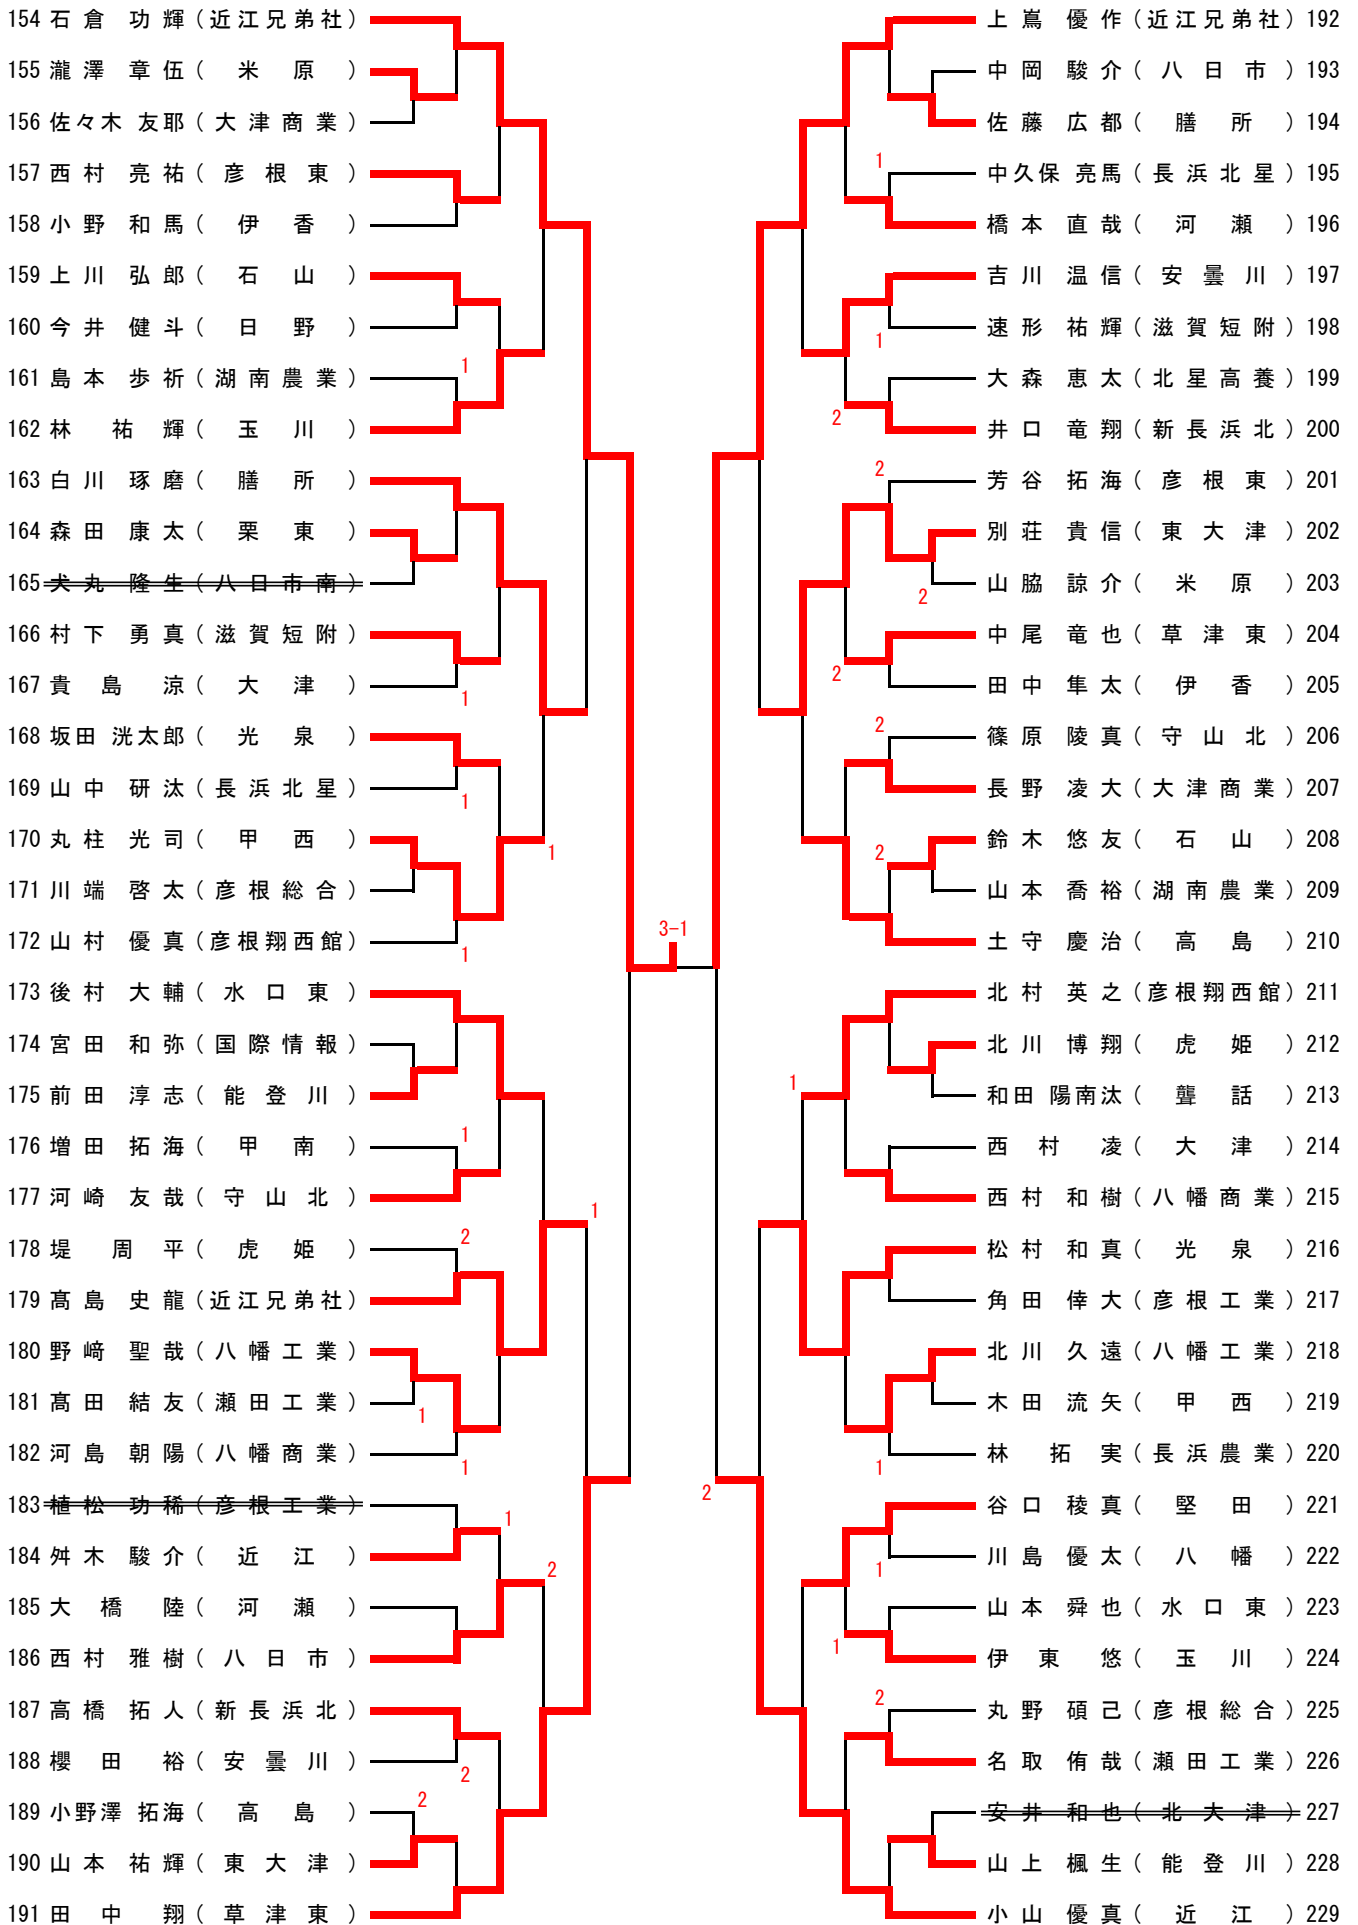 154 石倉 功輝(近江兄弟社)
155 瀧澤 章伍(米原)
156 佐々木 友耶(大津商業)
157 西村 亮祐(彦根東)
158 小野 和馬(伊香)
159 上川 弘郎(石山)
160 今井 健斗(日野)
161 島本 歩祈(湖南農業)
1
162 林 祐輝(玉川)
163 白川 琢磨(膳所)
164 森田 康太(栗東)
165 犬丸 隆生(八日市南)
166 村下 勇真(滋賀短附)
167 貴島 涼(大津)
1
168 坂田 洸太郎(光泉)
169 山中 研汰(長浜北星)
1
170 丸柱 光司(甲西)
1
171 川端 啓太(彦根総合)
172 山村 優真(彦根翔西館)
1
3-1
173 後村 大輔(水口東)
174 宮田 和弥(国際情報)
175 前田 淳志(能登川)
176 増田 拓海(甲南)
1
177 河崎 友哉(守山北)
1
178 堤 周平(虎姫)
2
179 髙島 史龍(近江兄弟社)
180 野﨑 聖哉(八幡工業)
181 髙田 結友(瀬田工業)
1
182 河島 朝陽(八幡商業)
1
183 植松 功稀(彦根工業)
1
184 舛木 駿介(近江)
2
185 大橋 陸(河瀬)
186 西村 雅樹(八日市)
187 高橋 拓人(新長浜北)
188 櫻田 裕(安曇川)
2
189 小野澤 拓海(高島)
2
190 山本 祐輝(東大津)
191 田中 翔(草津東)
上嶌 優作(近江兄弟社)192
中岡 駿介(八日市)193
佐藤 広都(膳所)194
1
中久保 亮馬(長浜北星)195
橋本 直哉(河瀬)196
吉川 温信(安曇川)197
速形 祐輝(滋賀短附)198
1
大森 恵太(北星高養)199
2
井口 竜翔(新長浜北)200
2
芳谷 拓海(彦根東)201
別荘 貴信(東大津)202
山脇 諒介(米原)203
2
中尾 竜也(草津東)204
2
田中 隼太(伊香)205
2
篠原 陵真(守山北)206
長野 凌大(大津商業)207
鈴木 悠友(石山)208
2
山本 喬裕(湖南農業)209
土守 慶治(高島)210
北村 英之(彦根翔西館)211
北川 博翔(虎姫)212
1
和田 陽南汰(聾話)213
西村 凌(大津)214
西村 和樹(八幡商業)215
松村 和真(光泉)216
角田 倖大(彦根工業)217
北川 久遠(八幡工業)218
木田 流矢(甲西)219
林 拓実(長浜農業)220
1
2
谷口 稜真(堅田)221
川島 優太(八幡)222
1
山本 舜也(水口東)223
1
伊東 悠(玉川)224
2
丸野 碩己(彦根総合)225
名取 侑哉(瀬田工業)226
安井 和也(北大津)227
山上 楓生(能登川)228
小山 優真(近江)229